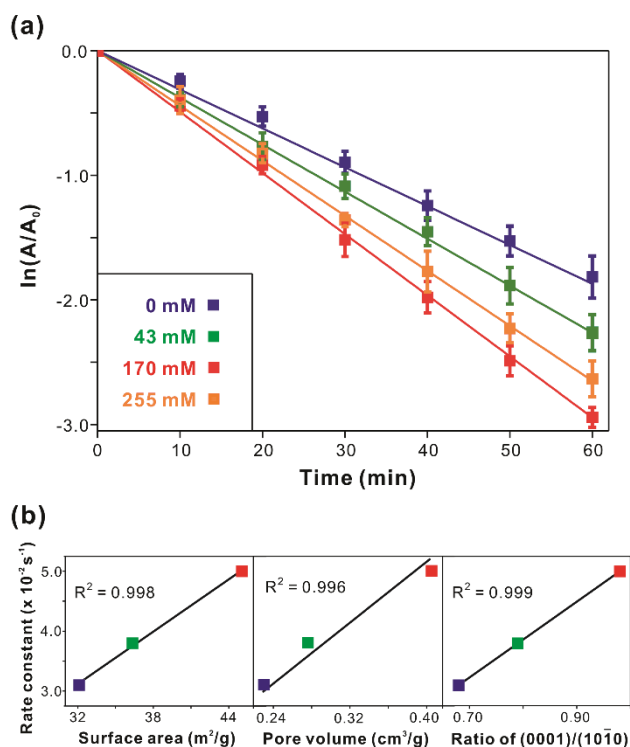 (a)
0.0
-1.0
-2.0
-3.0
ln(A/A₀)
0 mM
43 mM
170 mM
255 mM
0 10 20 30 40 50 60
Time (min)
(b)
Rate constant (x 10⁻² s⁻¹)
5.0
4.0
3.0
R² = 0.998
32 38 44
Surface area (m²/g)
R² = 0.996
0.24 0.32 0.40
Pore volume (cm³/g)
R² = 0.999
0.70 0.90
Ratio of (0001)/(101̅0)